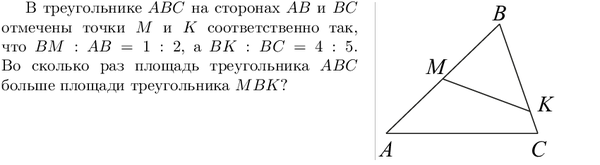 В треугольнике ABC на сторонах AB и BC
отмечены точки M и K соответственно так,
что BM : AB = 1 : 2, а BK : BC = 4 : 5.
Во сколько раз площадь треугольника ABC
больше площади треугольника MBK?
B
M
K
A
C